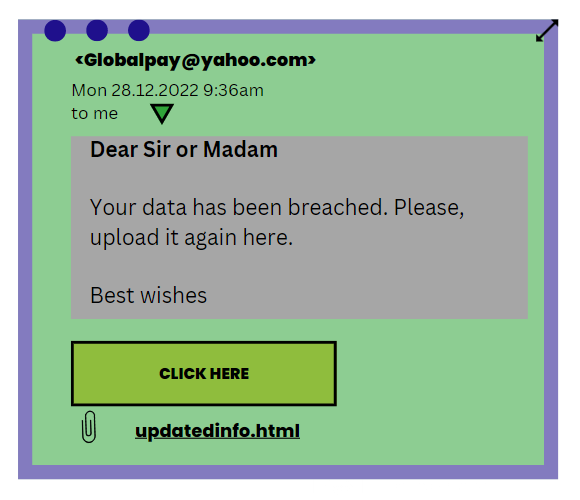 <Globalpay@yahoo.com>
Mon 28.12.2022 9:36am
to me
Dear Sir or Madam
Your data has been breached. Please,
upload it again here.
Best wishes
CLICK HERE
updatedinfo.html